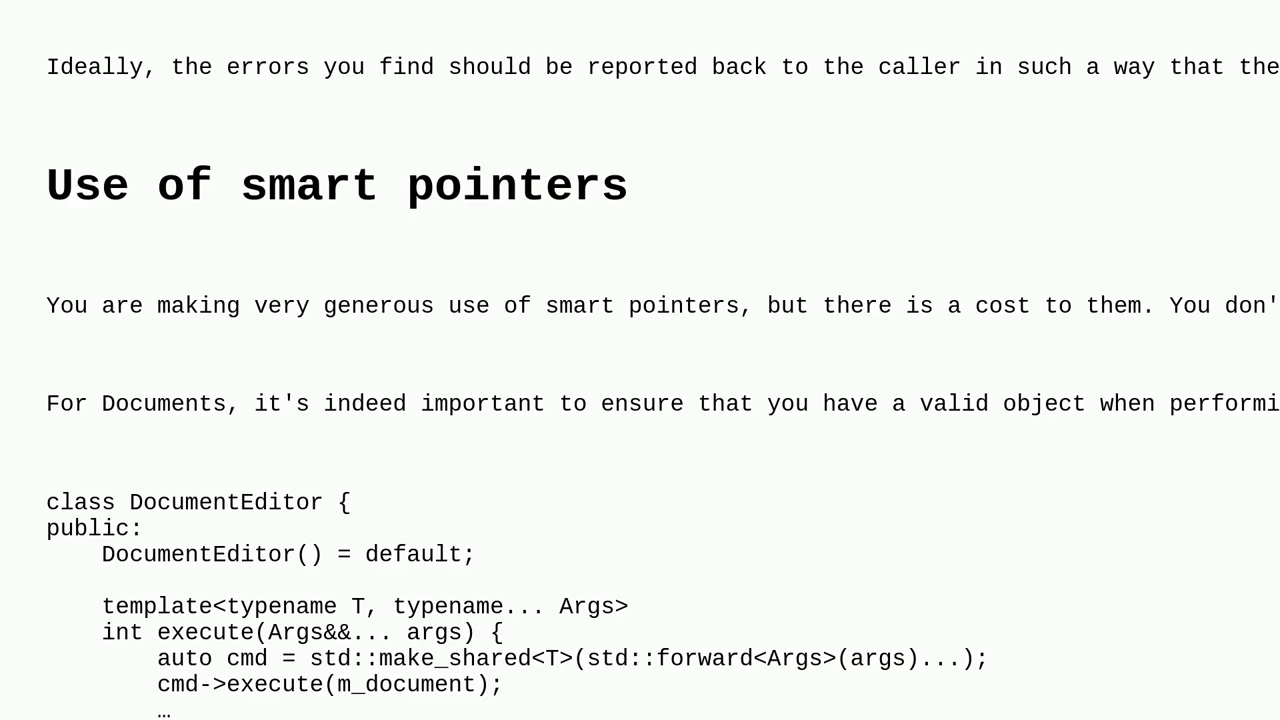 Ideally, the errors you find should be reported back to the caller in such a way that the
Use of smart pointers
You are making very generous use of smart pointers, but there is a cost to them. You don'
For Documents, it's indeed important to ensure that you have a valid object when performi
class DocumentEditor {
public:
    DocumentEditor() = default;
    template<typename T, typename... Args>
    int execute(Args&&... args) {
        auto cmd = std::make_shared<T>(std::forward<Args>(args)...);
        cmd->execute(m_document);
        …